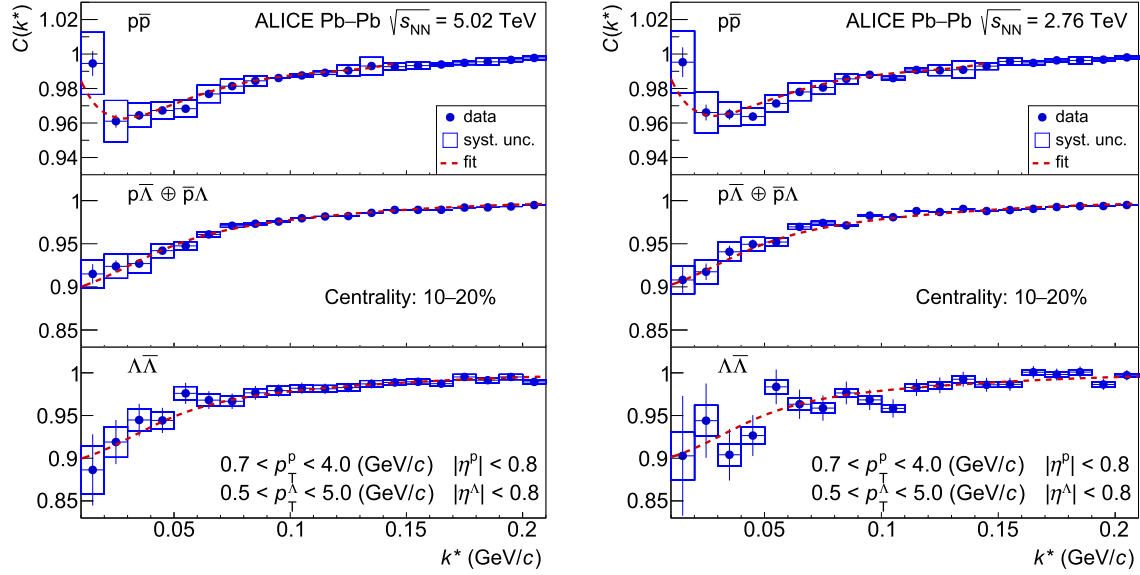 C(k*)
1.02
1
0.98
0.96
0.94
pp̅
ALICE Pb–Pb √sNN = 5.02 TeV
data
syst. unc.
fit
1
0.95
0.9
0.85
pΛ̅ ⊕ p̅Λ
Centrality: 10–20%
1
0.95
0.9
0.85
ΛΛ̅
0.7 < pTp < 4.0 (GeV/c) |ηp| < 0.8
0.5 < pTΛ < 5.0 (GeV/c) |ηΛ| < 0.8
0.05 0.1 0.15 0.2
k* (GeV/c)
C(k*)
1.02
1
0.98
0.96
0.94
pp̅
ALICE Pb–Pb √sNN = 2.76 TeV
data
syst. unc.
fit
1
0.95
0.9
0.85
pΛ̅ ⊕ p̅Λ
Centrality: 10–20%
1
0.95
0.9
0.85
ΛΛ̅
0.7 < pTp < 4.0 (GeV/c) |ηp| < 0.8
0.5 < pTΛ < 5.0 (GeV/c) |ηΛ| < 0.8
0.05 0.1 0.15 0.2
k* (GeV/c)